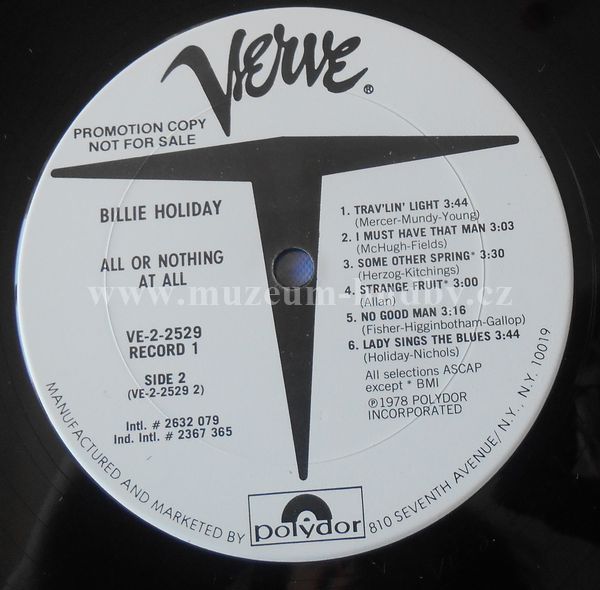 Verve®
PROMOTION COPY
NOT FOR SALE
BILLIE HOLIDAY
ALL OR NOTHING
AT ALL
VE-2-2529
RECORD 1
SIDE 2
(VE-2-2529 2)
Intl. # 2632 079
Ind. Intl. # 2367 365
1. TRAV'LIN' LIGHT 3:44
(Mercer-Mundy-Young)
2. I MUST HAVE THAT MAN 3:03
(McHugh-Fields)
3. SOME OTHER SPRING* 3:30
(Herzog-Kitchings)
4. STRANGE FRUIT* 3:00
(Allan)
5. NO GOOD MAN 3:16
(Fisher-Higginbotham-Gallop)
6. LADY SINGS THE BLUES 3:44
(Holiday-Nichols)
All selections ASCAP
except * BMI
℗1978 POLYDOR
INCORPORATED
MANUFACTURED AND MARKETED BY polydor 810 SEVENTH AVENUE/ N.Y., N.Y. 10019
www.muzeum-hudby.cz